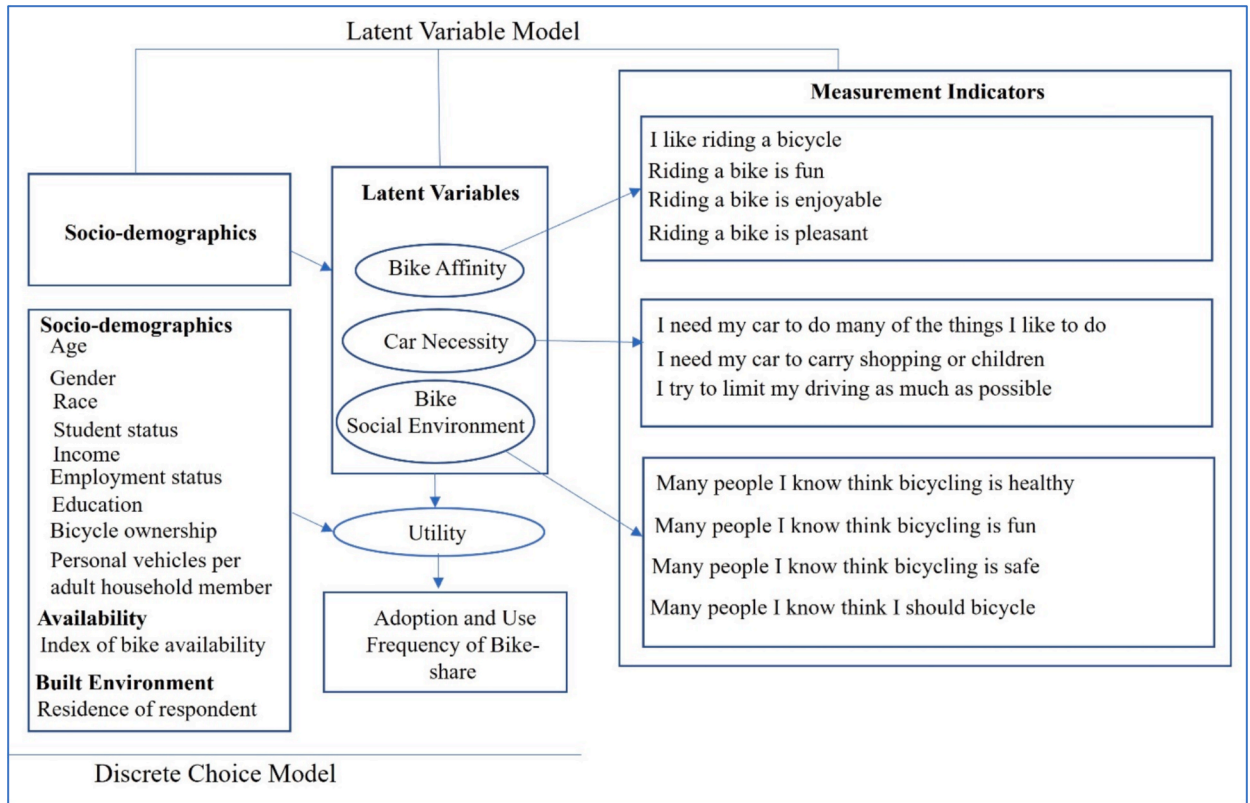 Latent Variable Model
Socio-demographics
Socio-demographics
Age
Gender
Race
Student status
Income
Employment status
Education
Bicycle ownership
Personal vehicles per
adult household member
Availability
Index of bike availability
Built Environment
Residence of respondent
Latent Variables
Bike Affinity
Car Necessity
Bike
Social Environment
Utility
Adoption and Use
Frequency of Bike-
share
Measurement Indicators
I like riding a bicycle
Riding a bike is fun
Riding a bike is enjoyable
Riding a bike is pleasant
I need my car to do many of the things I like to do
I need my car to carry shopping or children
I try to limit my driving as much as possible
Many people I know think bicycling is healthy
Many people I know think bicycling is fun
Many people I know think bicycling is safe
Many people I know think I should bicycle
Discrete Choice Model